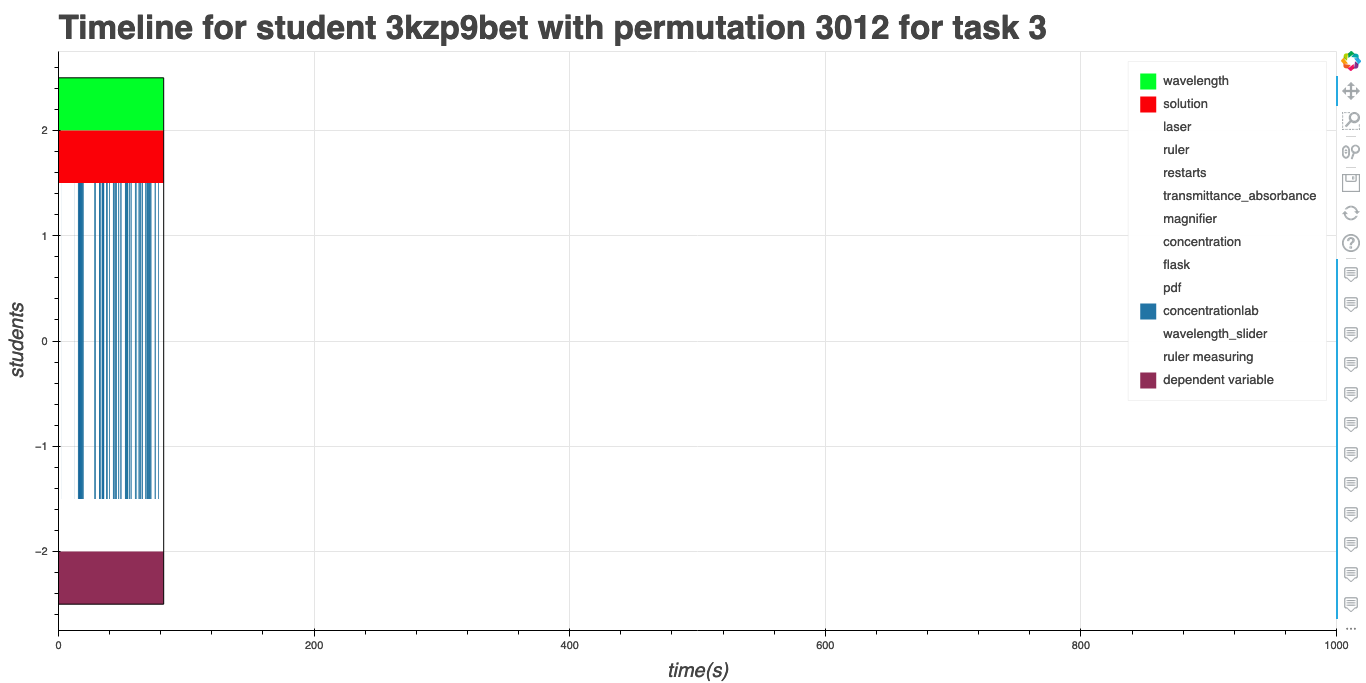 Timeline for student 3kzp9bet with permutation 3012 for task 3
wavelength
solution
laser
ruler
restarts
transmittance_absorbance
magnifier
concentration
flask
pdf
concentrationlab
wavelength_slider
ruler measuring
dependent variable
students
2
1
0
−1
−2
0 200 400 600 800 1000
time(s)